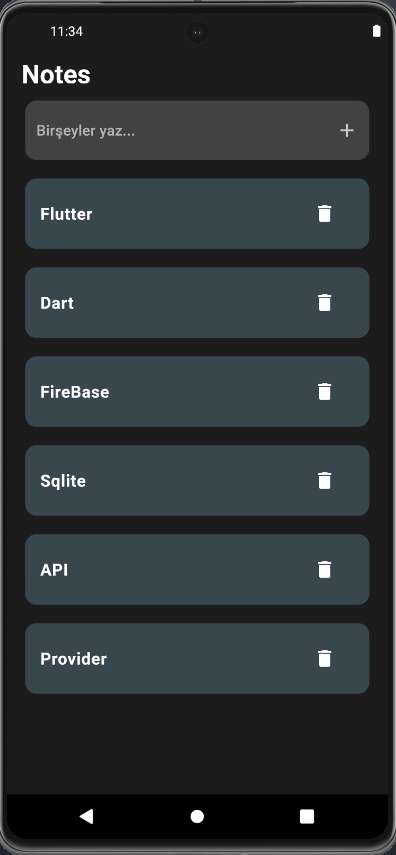 11:34
Notes
Birşeyler yaz...
Flutter
Dart
FireBase
Sqlite
API
Provider